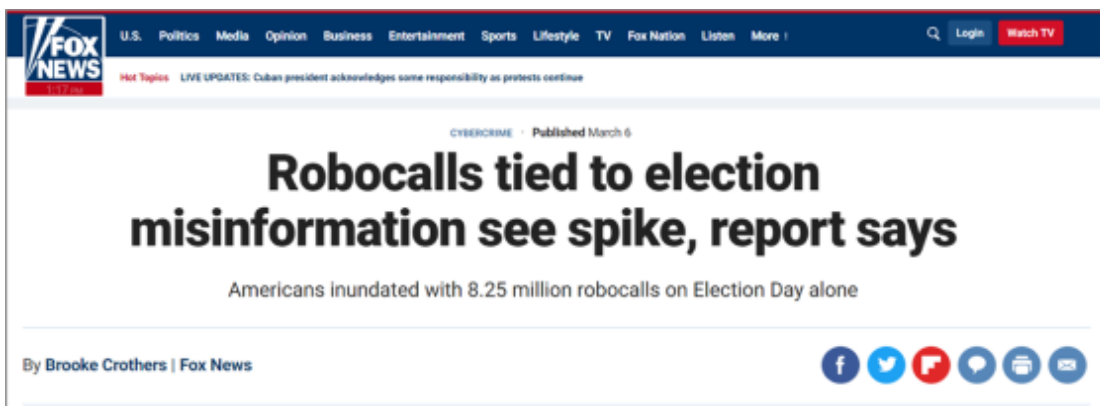 FOX
NEWS
1:17 PM
U.S. Politics Media Opinion Business Entertainment Sports Lifestyle TV Fox Nation Listen More
Login Watch TV
Hot Topics LIVE UPDATES: Cuban president acknowledges some responsibility as protests continue
CYBERCRIME · Published March 6
Robocalls tied to election
misinformation see spike, report says
Americans inundated with 8.25 million robocalls on Election Day alone
By Brooke Crothers | Fox News